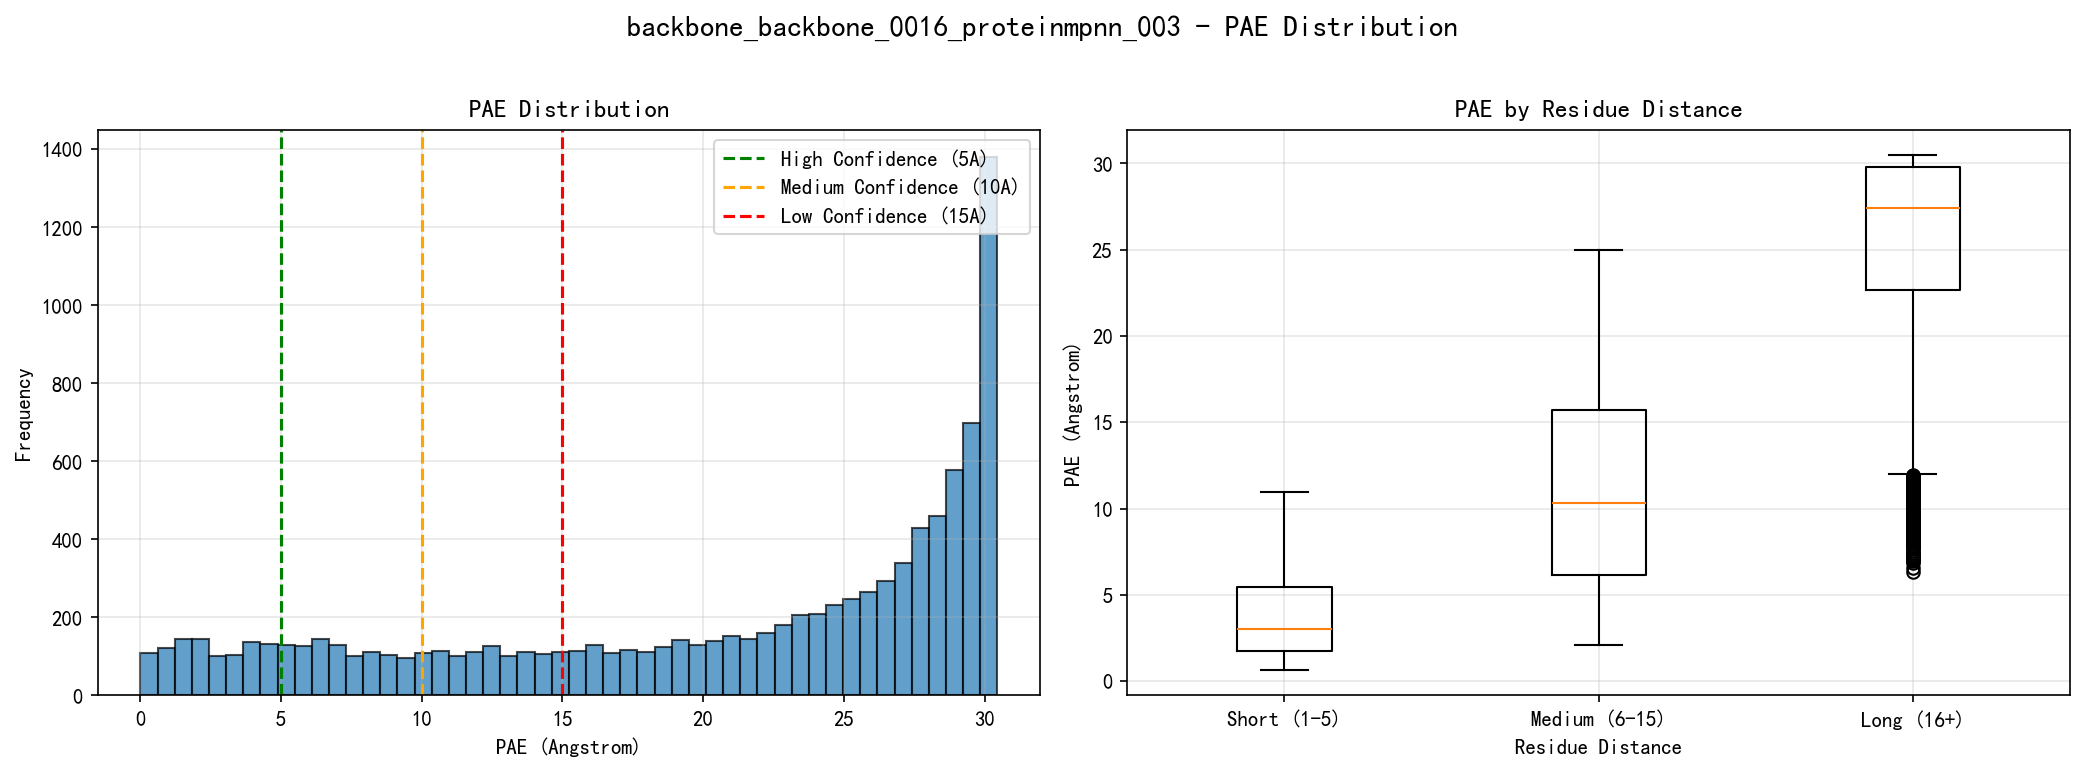 backbone_backbone_0016_proteinmpnn_003 - PAE Distribution
PAE Distribution
1400
1200
1000
800
600
400
200
0
Frequency
High Confidence (5A)
Medium Confidence (10A)
Low Confidence (15A)
0 5 10 15 20 25 30
PAE (Angstrom)
PAE by Residue Distance
30
25
20
15
10
5
0
PAE (Angstrom)
Short (1-5) Medium (6-15) Long (16+)
Residue Distance